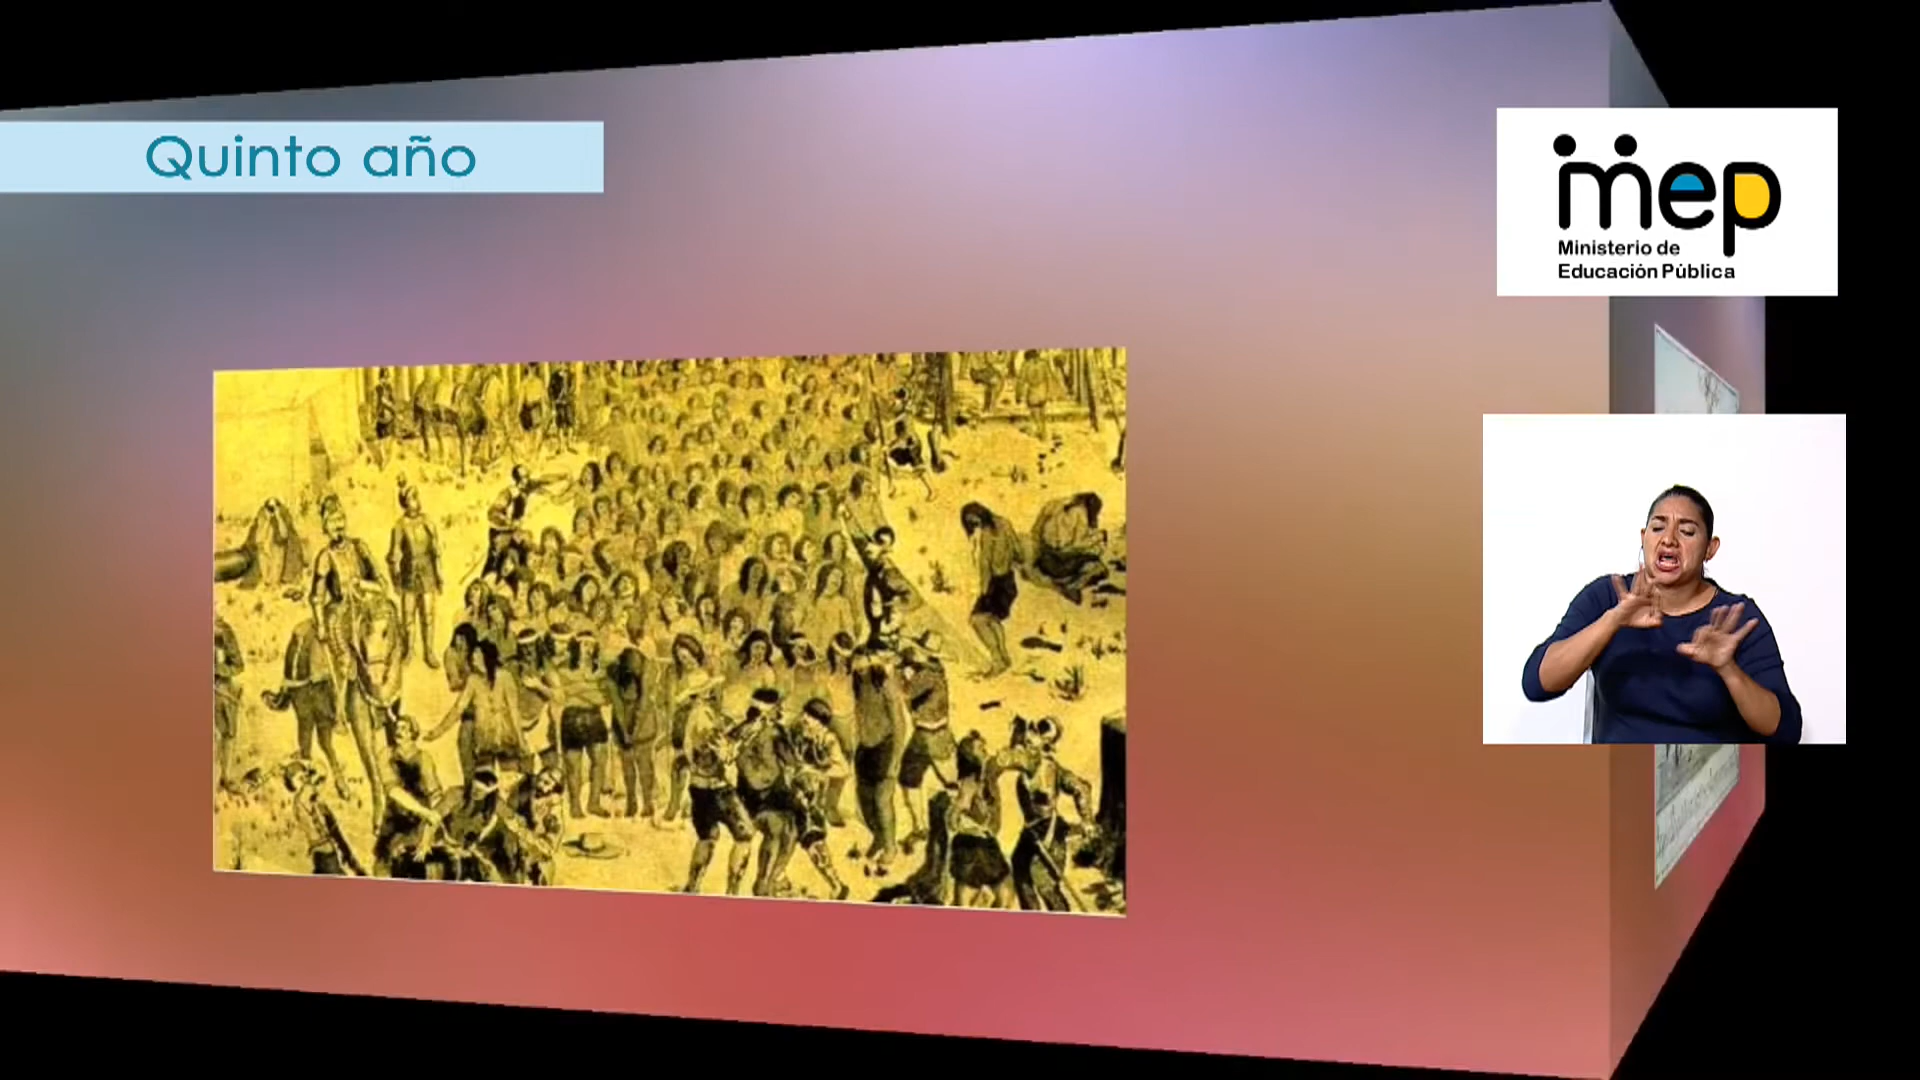 Quinto año
mep
Ministerio de
Educación Pública